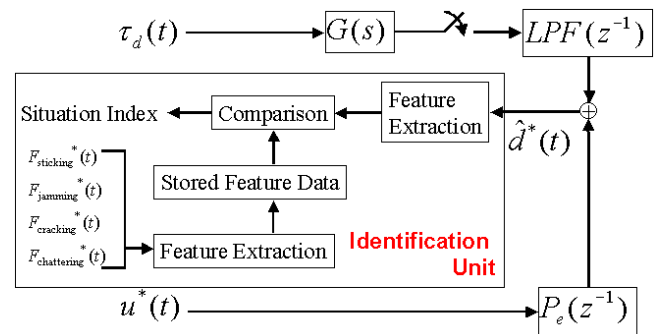 τ_d(t) G(s) LPF(z⁻¹)
Situation Index Comparison Feature Extraction d̂*(t)
F_sticking*(t)
F_jamming*(t)
F_cracking*(t)
F_chattering*(t)
Stored Feature Data
Feature Extraction
Identification
Unit
u*(t) P_e(z⁻¹)